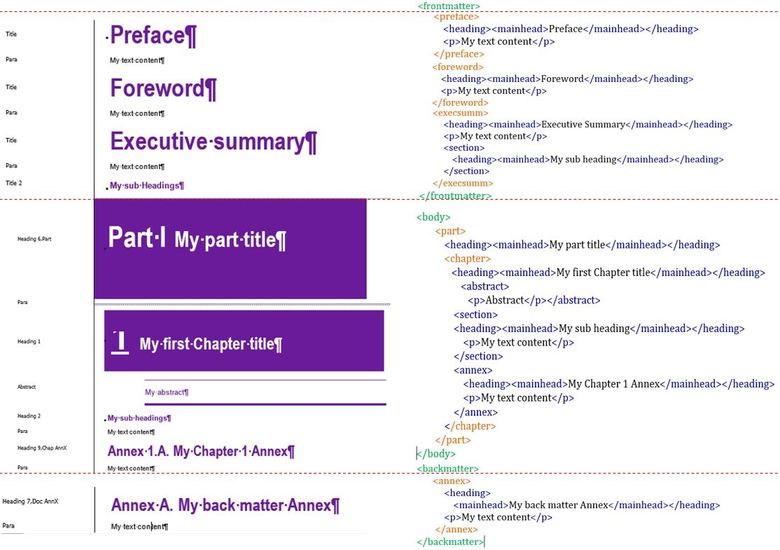 Title
·Preface¶
Para
My·text·content¶
Title
Foreword¶
Para
My·text·content¶
Title
Executive·summary¶
Para
My·text·content¶
Title 2
My·sub·Headings¶
Heading 6.Part
Part·I My·part·title¶
Para
Heading 1
1 My·first·Chapter·title¶
Abstract
My·abstract¶
Heading 2
My·sub-headings¶
Para
My·text·content¶
Heading 9,Chap AnnX
Annex·1.A. My·Chapter·1·Annex¶
Para
My·text·content¶
Heading 7,Doc AnnX
Annex·A. My·back·matter·Annex¶
Para
My·text·content¶
<frontmatter>
<preface>
<heading><mainhead>Preface</mainhead></heading>
<p>My text content</p>
</preface>
<foreword>
<heading><mainhead>Foreword</mainhead></heading>
<p>My text content</p>
</foreword>
<execsumm>
<heading><mainhead>Executive Summary</mainhead></heading>
<p>My text content</p>
<section>
<heading><mainhead>My sub heading</mainhead></heading>
</section>
</execsumm>
</frontmatter>
<body>
<part>
<heading><mainhead>My part title</mainhead></heading>
<chapter>
<heading><mainhead>My first Chapter title</mainhead></heading>
<abstract>
<p>Abstract</p></abstract>
<section>
<heading><mainhead>My sub heading</mainhead></heading>
<p>My text content</p>
</section>
<annex>
<heading><mainhead>My Chapter 1 Annex</mainhead></heading>
<p>My text content</p>
</annex>
</chapter>
</part>
</body>
<backmatter>
<annex>
<heading>
<mainhead>My back matter Annex</mainhead></heading>
<p>My text content</p>
</annex>
</backmatter>